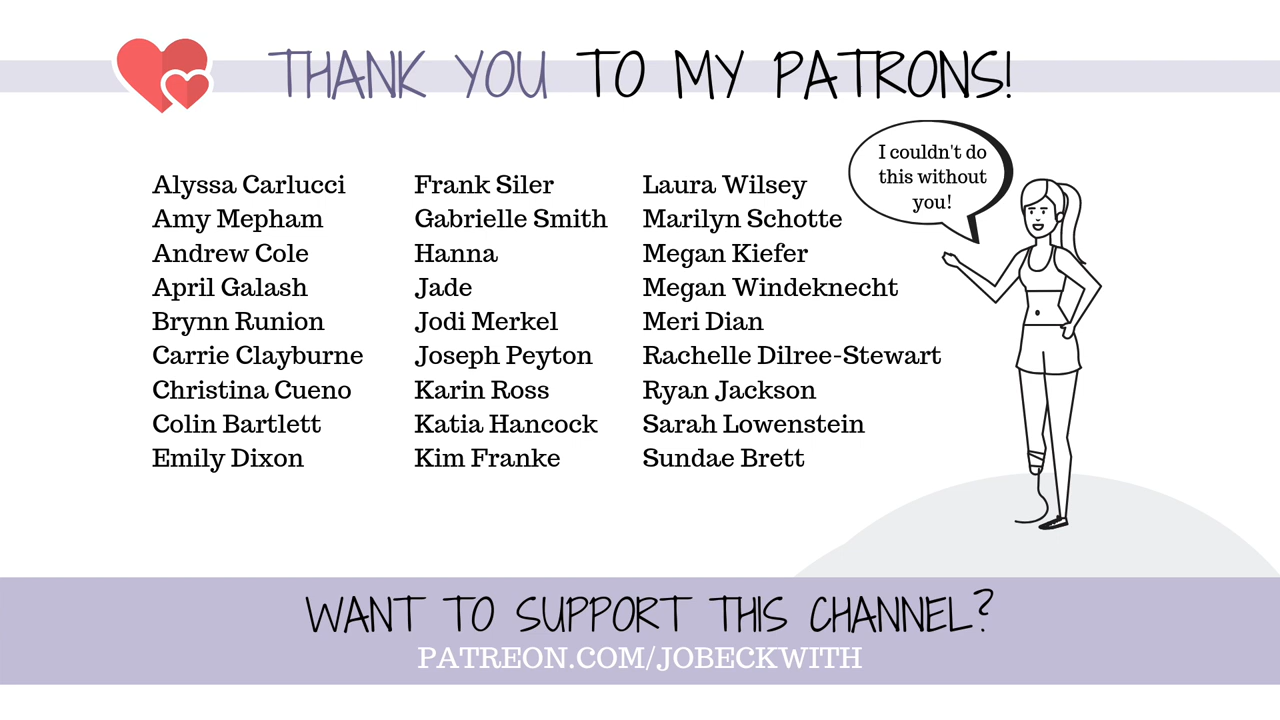 THANK YOU TO MY PATRONS!
I couldn't do
this without
you!
Alyssa Carlucci
Amy Mepham
Andrew Cole
April Galash
Brynn Runion
Carrie Clayburne
Christina Cueno
Colin Bartlett
Emily Dixon
Frank Siler
Gabrielle Smith
Hanna
Jade
Jodi Merkel
Joseph Peyton
Karin Ross
Katia Hancock
Kim Franke
Laura Wilsey
Marilyn Schotte
Megan Kiefer
Megan Windeknecht
Meri Dian
Rachelle Dilree-Stewart
Ryan Jackson
Sarah Lowenstein
Sundae Brett
WANT TO SUPPORT THIS CHANNEL?
PATREON.COM/JOBECKWITH